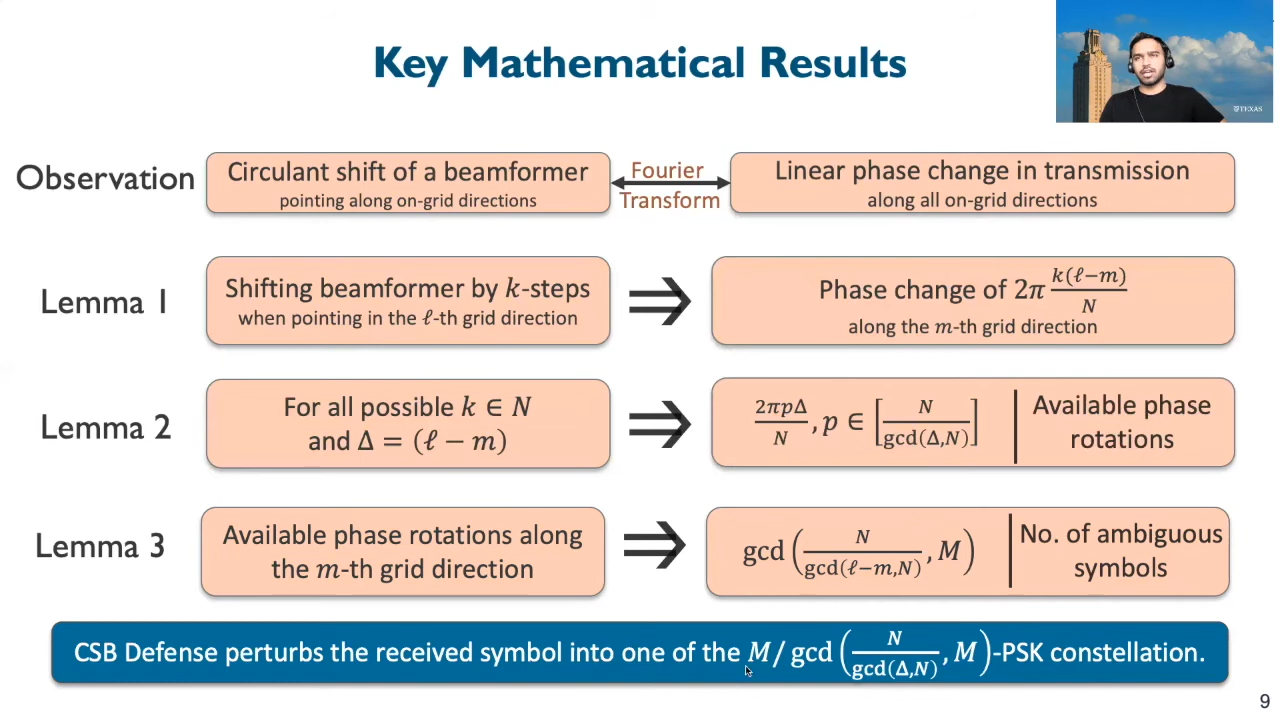 Key Mathematical Results
TEXAS
Observation
Circulant shift of a beamformer
pointing along on-grid directions
Fourier
Transform
Linear phase change in transmission
along all on-grid directions
Lemma 1
Shifting beamformer by k-steps
when pointing in the ℓ-th grid direction
⇒
Phase change of 2π k(ℓ−m)/N
along the m-th grid direction
Lemma 2
For all possible k ∈ N
and Δ = (ℓ − m)
⇒
2πpΔ/N, p ∈ [N/gcd(Δ,N)]
Available phase
rotations
Lemma 3
Available phase rotations along
the m-th grid direction
⇒
gcd(N/gcd(ℓ−m,N), M)
No. of ambiguous
symbols
CSB Defense perturbs the received symbol into one of the M/gcd(N/gcd(Δ,N), M)-PSK constellation.
9